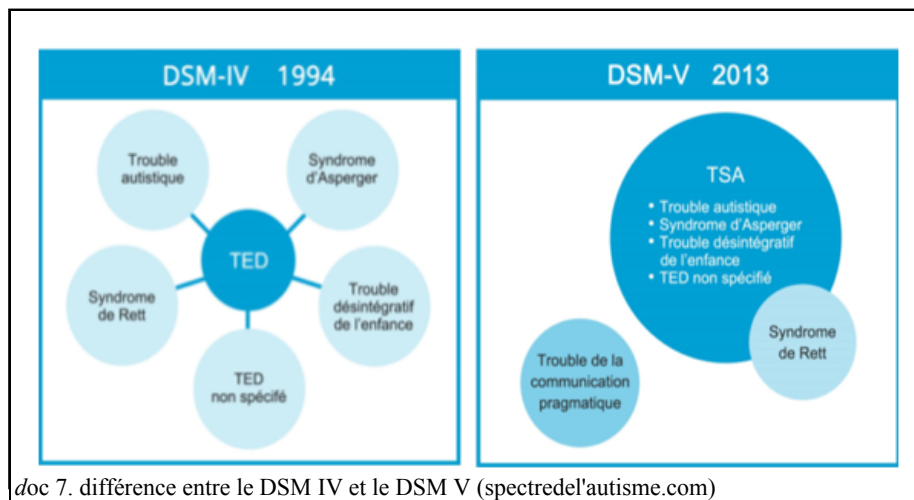 DSM-IV 1994
Trouble
autistique
Syndrome
d'Asperger
TED
Syndrome
de Rett
Trouble
désintégratif
de l'enfance
TED
non spécifé
DSM-V 2013
TSA
• Trouble autistique
• Syndrome d'Asperger
• Trouble désintégratif
de l'enfance
• TED non spécifié
Syndrome
de Rett
Trouble de la
communication
pragmatique
doc 7. différence entre le DSM IV et le DSM V (spectredel'autisme.com)